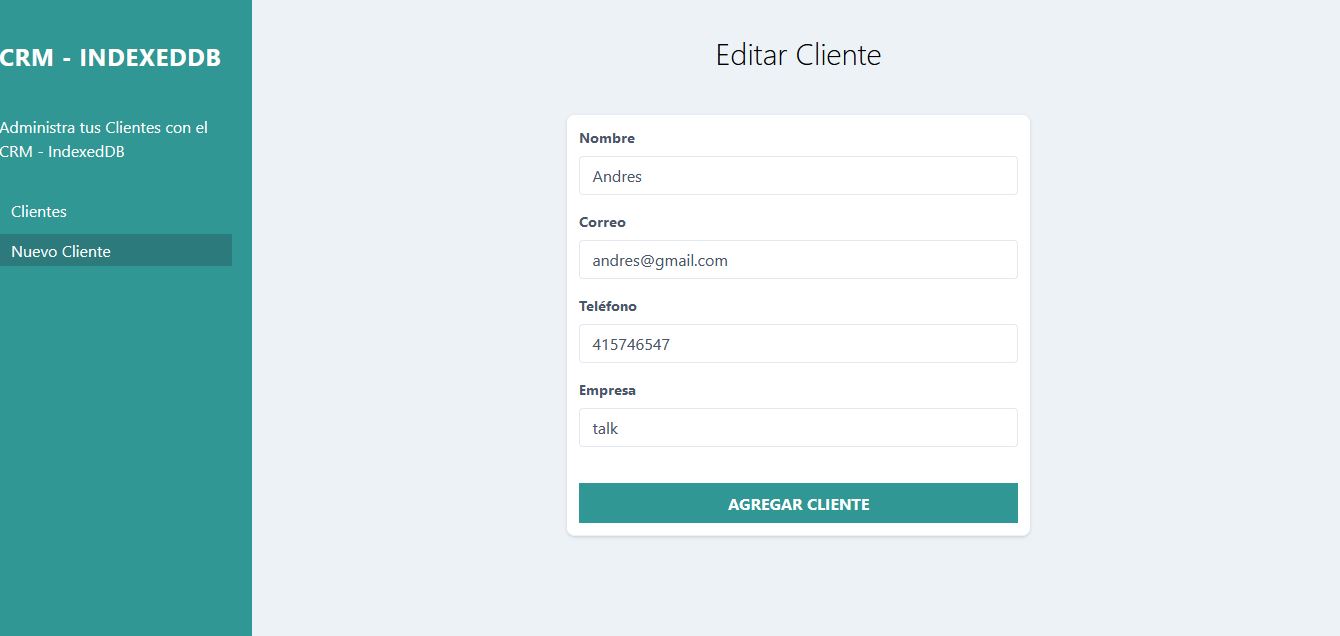 CRM - INDEXEDDB
Administra tus Clientes con el
CRM - IndexedDB
Clientes
Nuevo Cliente
Editar Cliente
Nombre
Andres
Correo
andres@gmail.com
Teléfono
415746547
Empresa
talk
AGREGAR CLIENTE